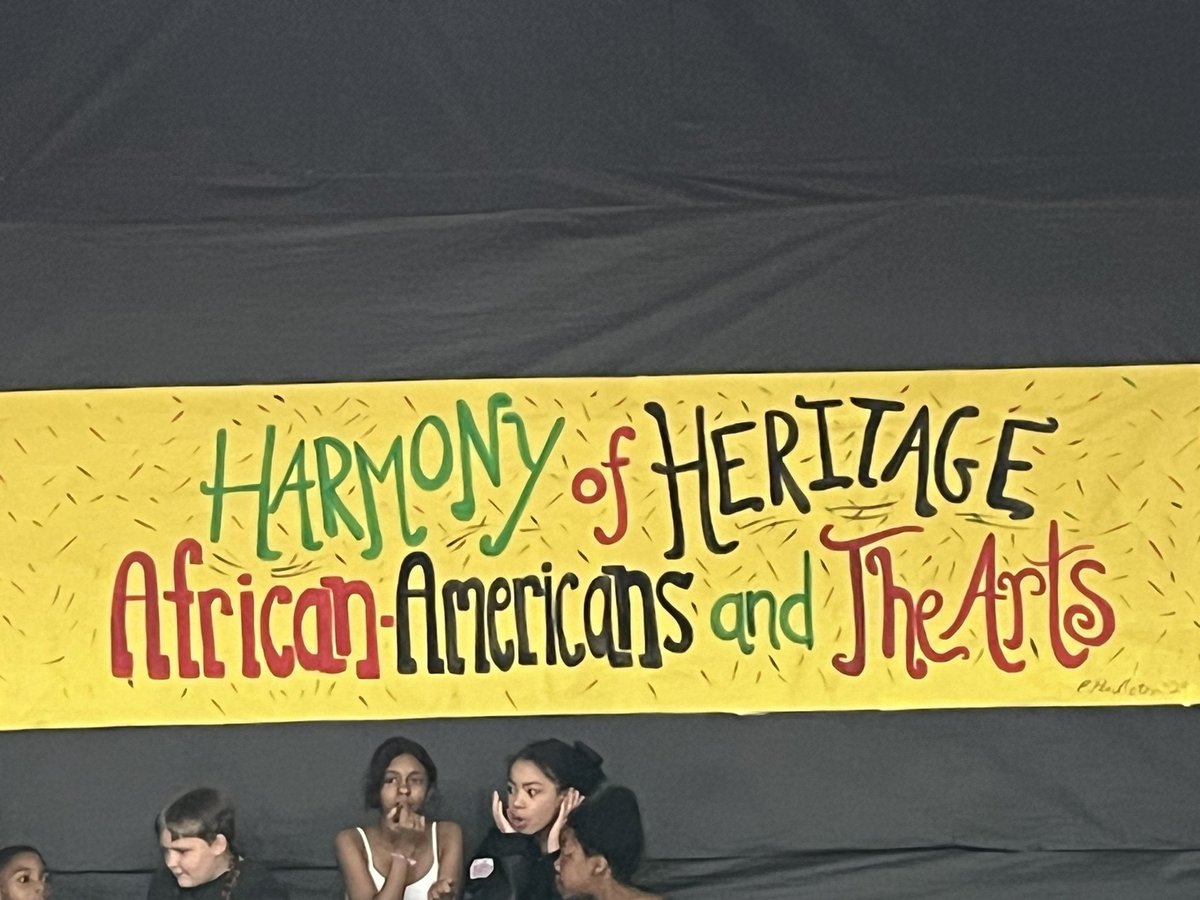 HARMONY of HERITAGE
African-Americans and The Arts